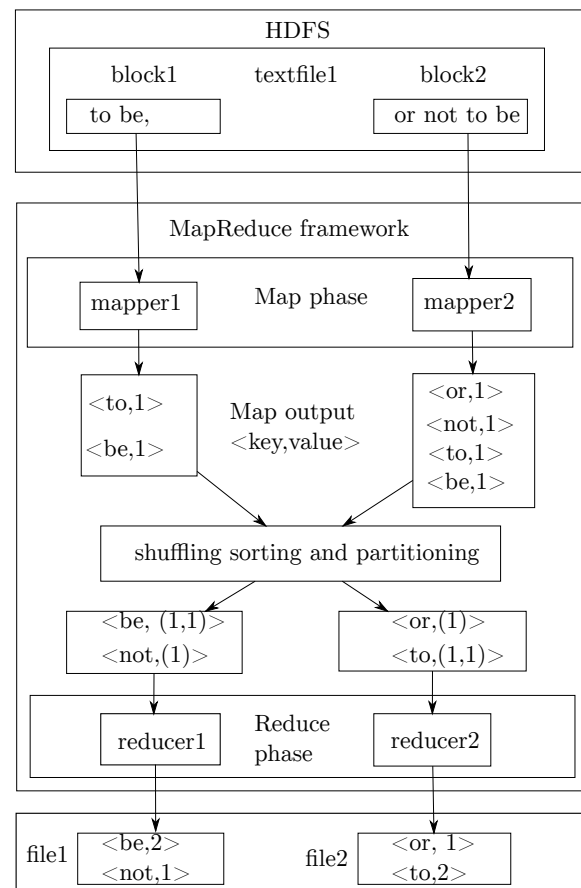 HDFS
block1 textfile1 block2
to be, or not to be
MapReduce framework
mapper1 Map phase mapper2
<to,1>
<be,1>
Map output
<key,value>
<or,1>
<not,1>
<to,1>
<be,1>
shuffling sorting and partitioning
<be, (1,1)>
<not,(1)>
<or,(1)>
<to,(1,1)>
reducer1
Reduce
phase
reducer2
file1
<be,2>
<not,1>
file2
<or, 1>
<to,2>